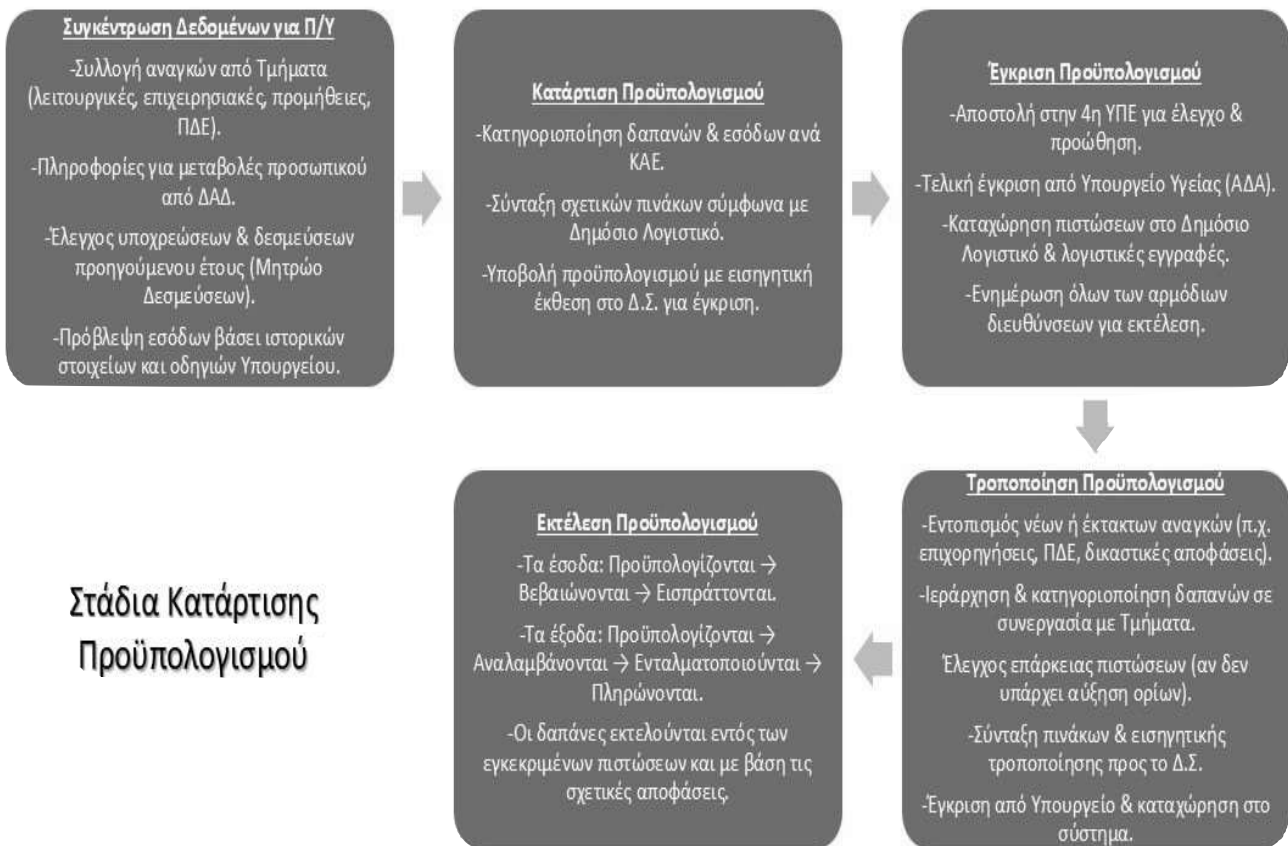 Συγκέντρωση Δεδομένων για Π/Υ
-Συλλογή αναγκών από Τμήματα
(λειτουργικές, επιχειρησιακές, προμήθειες,
ΠΔΕ).
-Πληροφορίες για μεταβολές προσωπικού
από ΔΑΔ.
-Έλεγχος υποχρεώσεων & δεσμεύσεων
προηγούμενου έτους (Μητρώο
Δεσμεύσεων).
-Πρόβλεψη εσόδων βάσει ιστορικών
στοιχείων και οδηγιών Υπουργείου.
Κατάρτιση Προϋπολογισμού
-Κατηγοριοποίηση δαπανών & εσόδων ανά
ΚΑΕ.
-Σύνταξη σχετικών πινάκων σύμφωνα με
Δημόσιο Λογιστικό.
-Υποβολή προϋπολογισμού με εισηγητική
έκθεση στο Δ.Σ. για έγκριση.
Έγκριση Προϋπολογισμού
-Αποστολή στην 4η ΥΠΕ για έλεγχο &
προώθηση.
-Τελική έγκριση από Υπουργείο Υγείας (ΑΔΑ).
-Καταχώρηση πιστώσεων στο Δημόσιο
Λογιστικό & λογιστικές εγγραφές.
-Ενημέρωση όλων των αρμόδιων
διευθύνσεων για εκτέλεση.
Τροποποίηση Προϋπολογισμού
-Εντοπισμός νέων ή έκτακτων αναγκών (π.χ.
επιχορηγήσεις, ΠΔΕ, δικαστικές αποφάσεις).
-Ιεράρχηση & κατηγοριοποίηση δαπανών σε
συνεργασία με Τμήματα.
Έλεγχος επάρκειας πιστώσεων (αν δεν
υπάρχει αύξηση ορίων).
-Σύνταξη πινάκων & εισηγητικής
τροποποίησης προς το Δ.Σ.
-Έγκριση από Υπουργείο & καταχώρηση στο
σύστημα.
Εκτέλεση Προϋπολογισμού
-Τα έσοδα: Προϋπολογίζονται →
Βεβαιώνονται → Εισπράττονται.
-Τα έξοδα: Προϋπολογίζονται →
Αναλαμβάνονται → Ενταλματοποιούνται →
Πληρώνονται.
-Οι δαπάνες εκτελούνται εντός των
εγκεκριμένων πιστώσεων και με βάση τις
σχετικές αποφάσεις.
Στάδια Κατάρτισης
Προϋπολογισμού